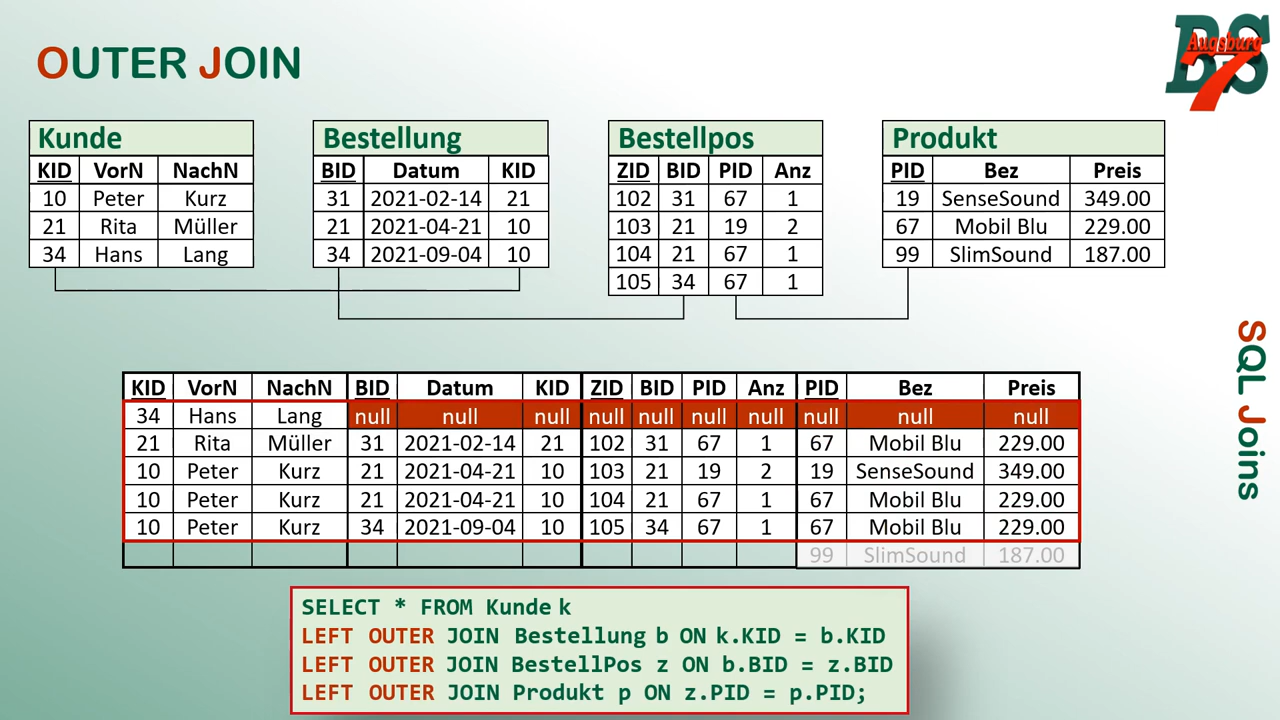 OUTER JOIN
BS
Augsburg
7
Kunde
KID VorN NachN
10 Peter Kurz
21 Rita Müller
34 Hans Lang
Bestellung
BID Datum KID
31 2021-02-14 21
21 2021-04-21 10
34 2021-09-04 10
Bestellpos
ZID BID PID Anz
102 31 67 1
103 21 19 2
104 21 67 1
105 34 67 1
Produkt
PID Bez Preis
19 SenseSound 349.00
67 Mobil Blu 229.00
99 SlimSound 187.00
SQL Joins
KID VorN NachN BID Datum KID ZID BID PID Anz PID Bez Preis
34 Hans Lang null null null null null null null null null null
21 Rita Müller 31 2021-02-14 21 102 31 67 1 67 Mobil Blu 229.00
10 Peter Kurz 21 2021-04-21 10 103 21 19 2 19 SenseSound 349.00
10 Peter Kurz 21 2021-04-21 10 104 21 67 1 67 Mobil Blu 229.00
10 Peter Kurz 34 2021-09-04 10 105 34 67 1 67 Mobil Blu 229.00
99 SlimSound 187.00
SELECT * FROM Kunde k
LEFT OUTER JOIN Bestellung b ON k.KID = b.KID
LEFT OUTER JOIN BestellPos z ON b.BID = z.BID
LEFT OUTER JOIN Produkt p ON z.PID = p.PID;